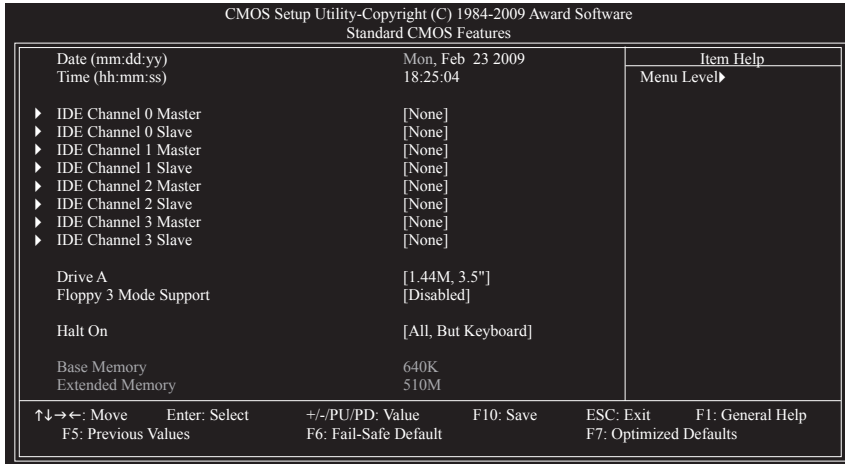 CMOS Setup Utility-Copyright (C) 1984-2009 Award Software
Standard CMOS Features
Date (mm:dd:yy) Mon, Feb 23 2009
Time (hh:mm:ss) 18:25:04
Item Help
Menu Level▶
▶ IDE Channel 0 Master [None]
▶ IDE Channel 0 Slave [None]
▶ IDE Channel 1 Master [None]
▶ IDE Channel 1 Slave [None]
▶ IDE Channel 2 Master [None]
▶ IDE Channel 2 Slave [None]
▶ IDE Channel 3 Master [None]
▶ IDE Channel 3 Slave [None]
Drive A [1.44M, 3.5"]
Floppy 3 Mode Support [Disabled]
Halt On [All, But Keyboard]
Base Memory 640K
Extended Memory 510M
↑↓→←: Move Enter: Select +/-/PU/PD: Value F10: Save ESC: Exit F1: General Help
F5: Previous Values F6: Fail-Safe Default F7: Optimized Defaults